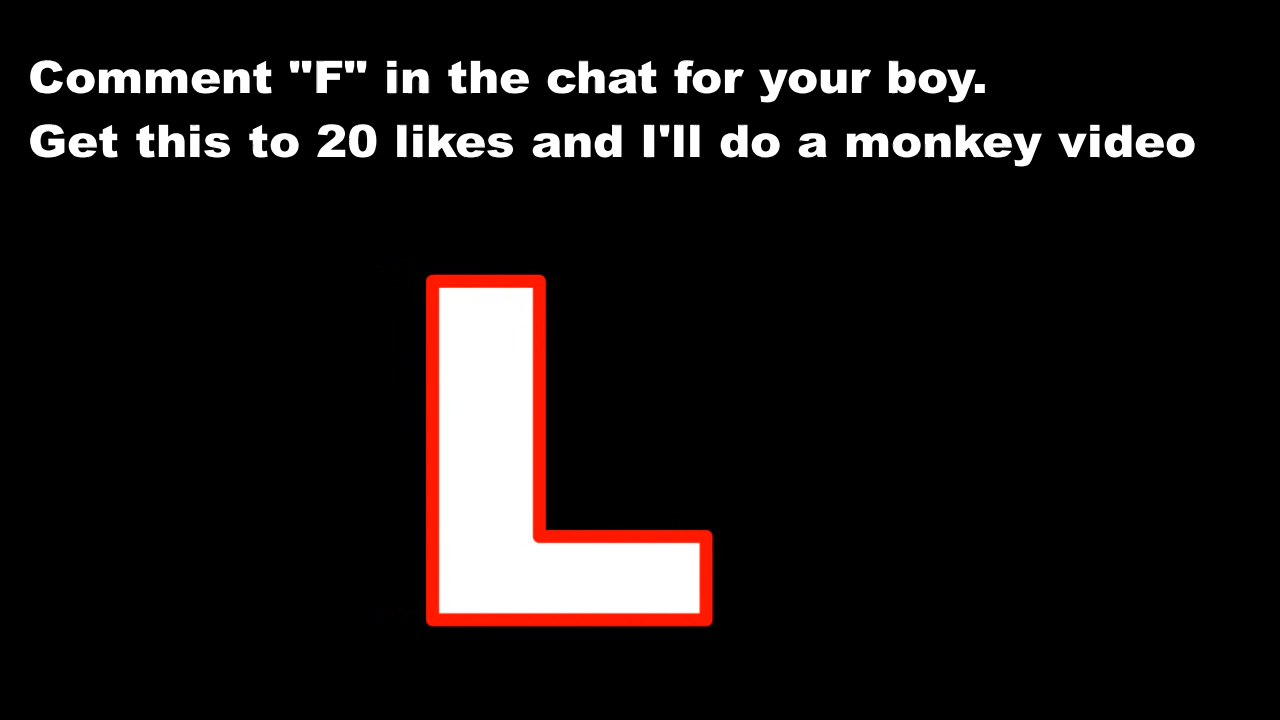 Comment "F" in the chat for your boy.
Get this to 20 likes and I'll do a monkey video
L